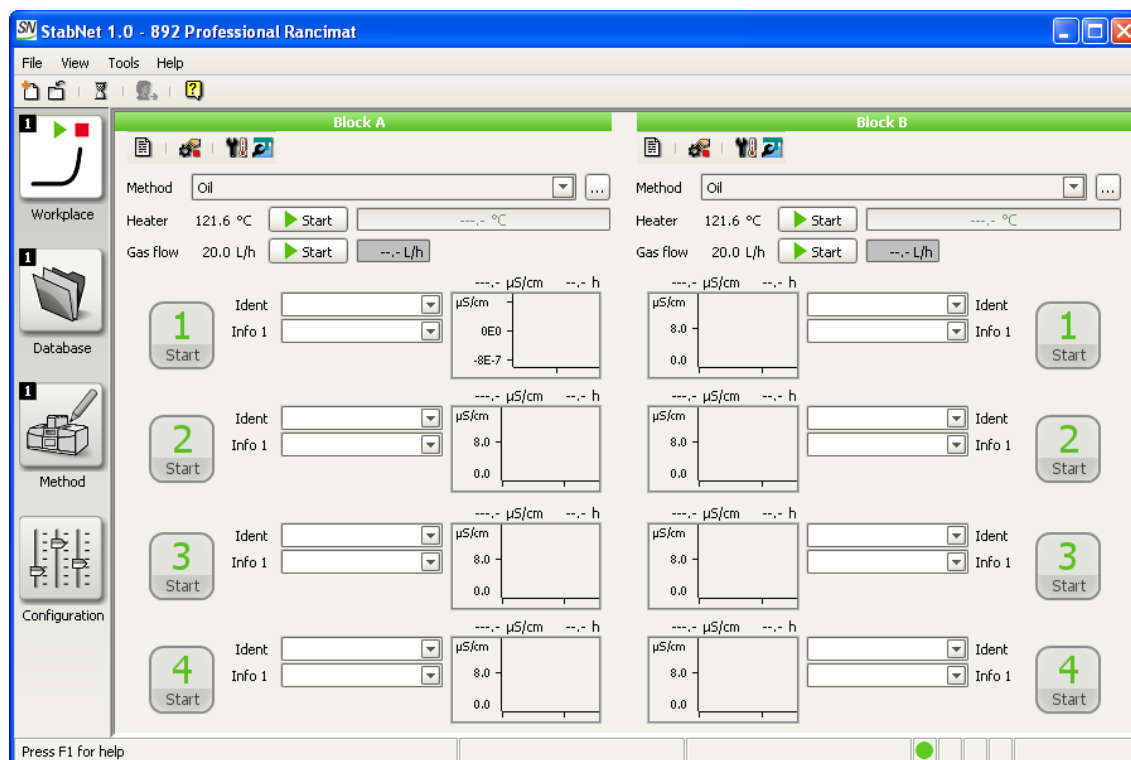 SN StabNet 1.0 - 892 Professional Rancimat
File View Tools Help
1
Workplace
1
Database
1
Method
Configuration
Block A
Method Oil ...
Heater 121.6 °C Start ---.- °C
Gas flow 20.0 L/h Start --.- L/h
---.- µS/cm --.- h
1 Start Ident
Info 1
µS/cm
0E0
-8E-7
---.- µS/cm --.- h
2 Start Ident
Info 1
µS/cm
8.0
0.0
---.- µS/cm --.- h
3 Start Ident
Info 1
µS/cm
8.0
0.0
---.- µS/cm --.- h
4 Start Ident
Info 1
µS/cm
8.0
0.0
Block B
Method Oil ...
Heater 121.6 °C Start ---.- °C
Gas flow 20.0 L/h Start --.- L/h
---.- µS/cm --.- h
µS/cm
8.0
0.0
Ident
Info 1
1 Start
---.- µS/cm --.- h
µS/cm
8.0
0.0
Ident
Info 1
2 Start
---.- µS/cm --.- h
µS/cm
8.0
0.0
Ident
Info 1
3 Start
---.- µS/cm --.- h
µS/cm
8.0
0.0
Ident
Info 1
4 Start
Press F1 for help